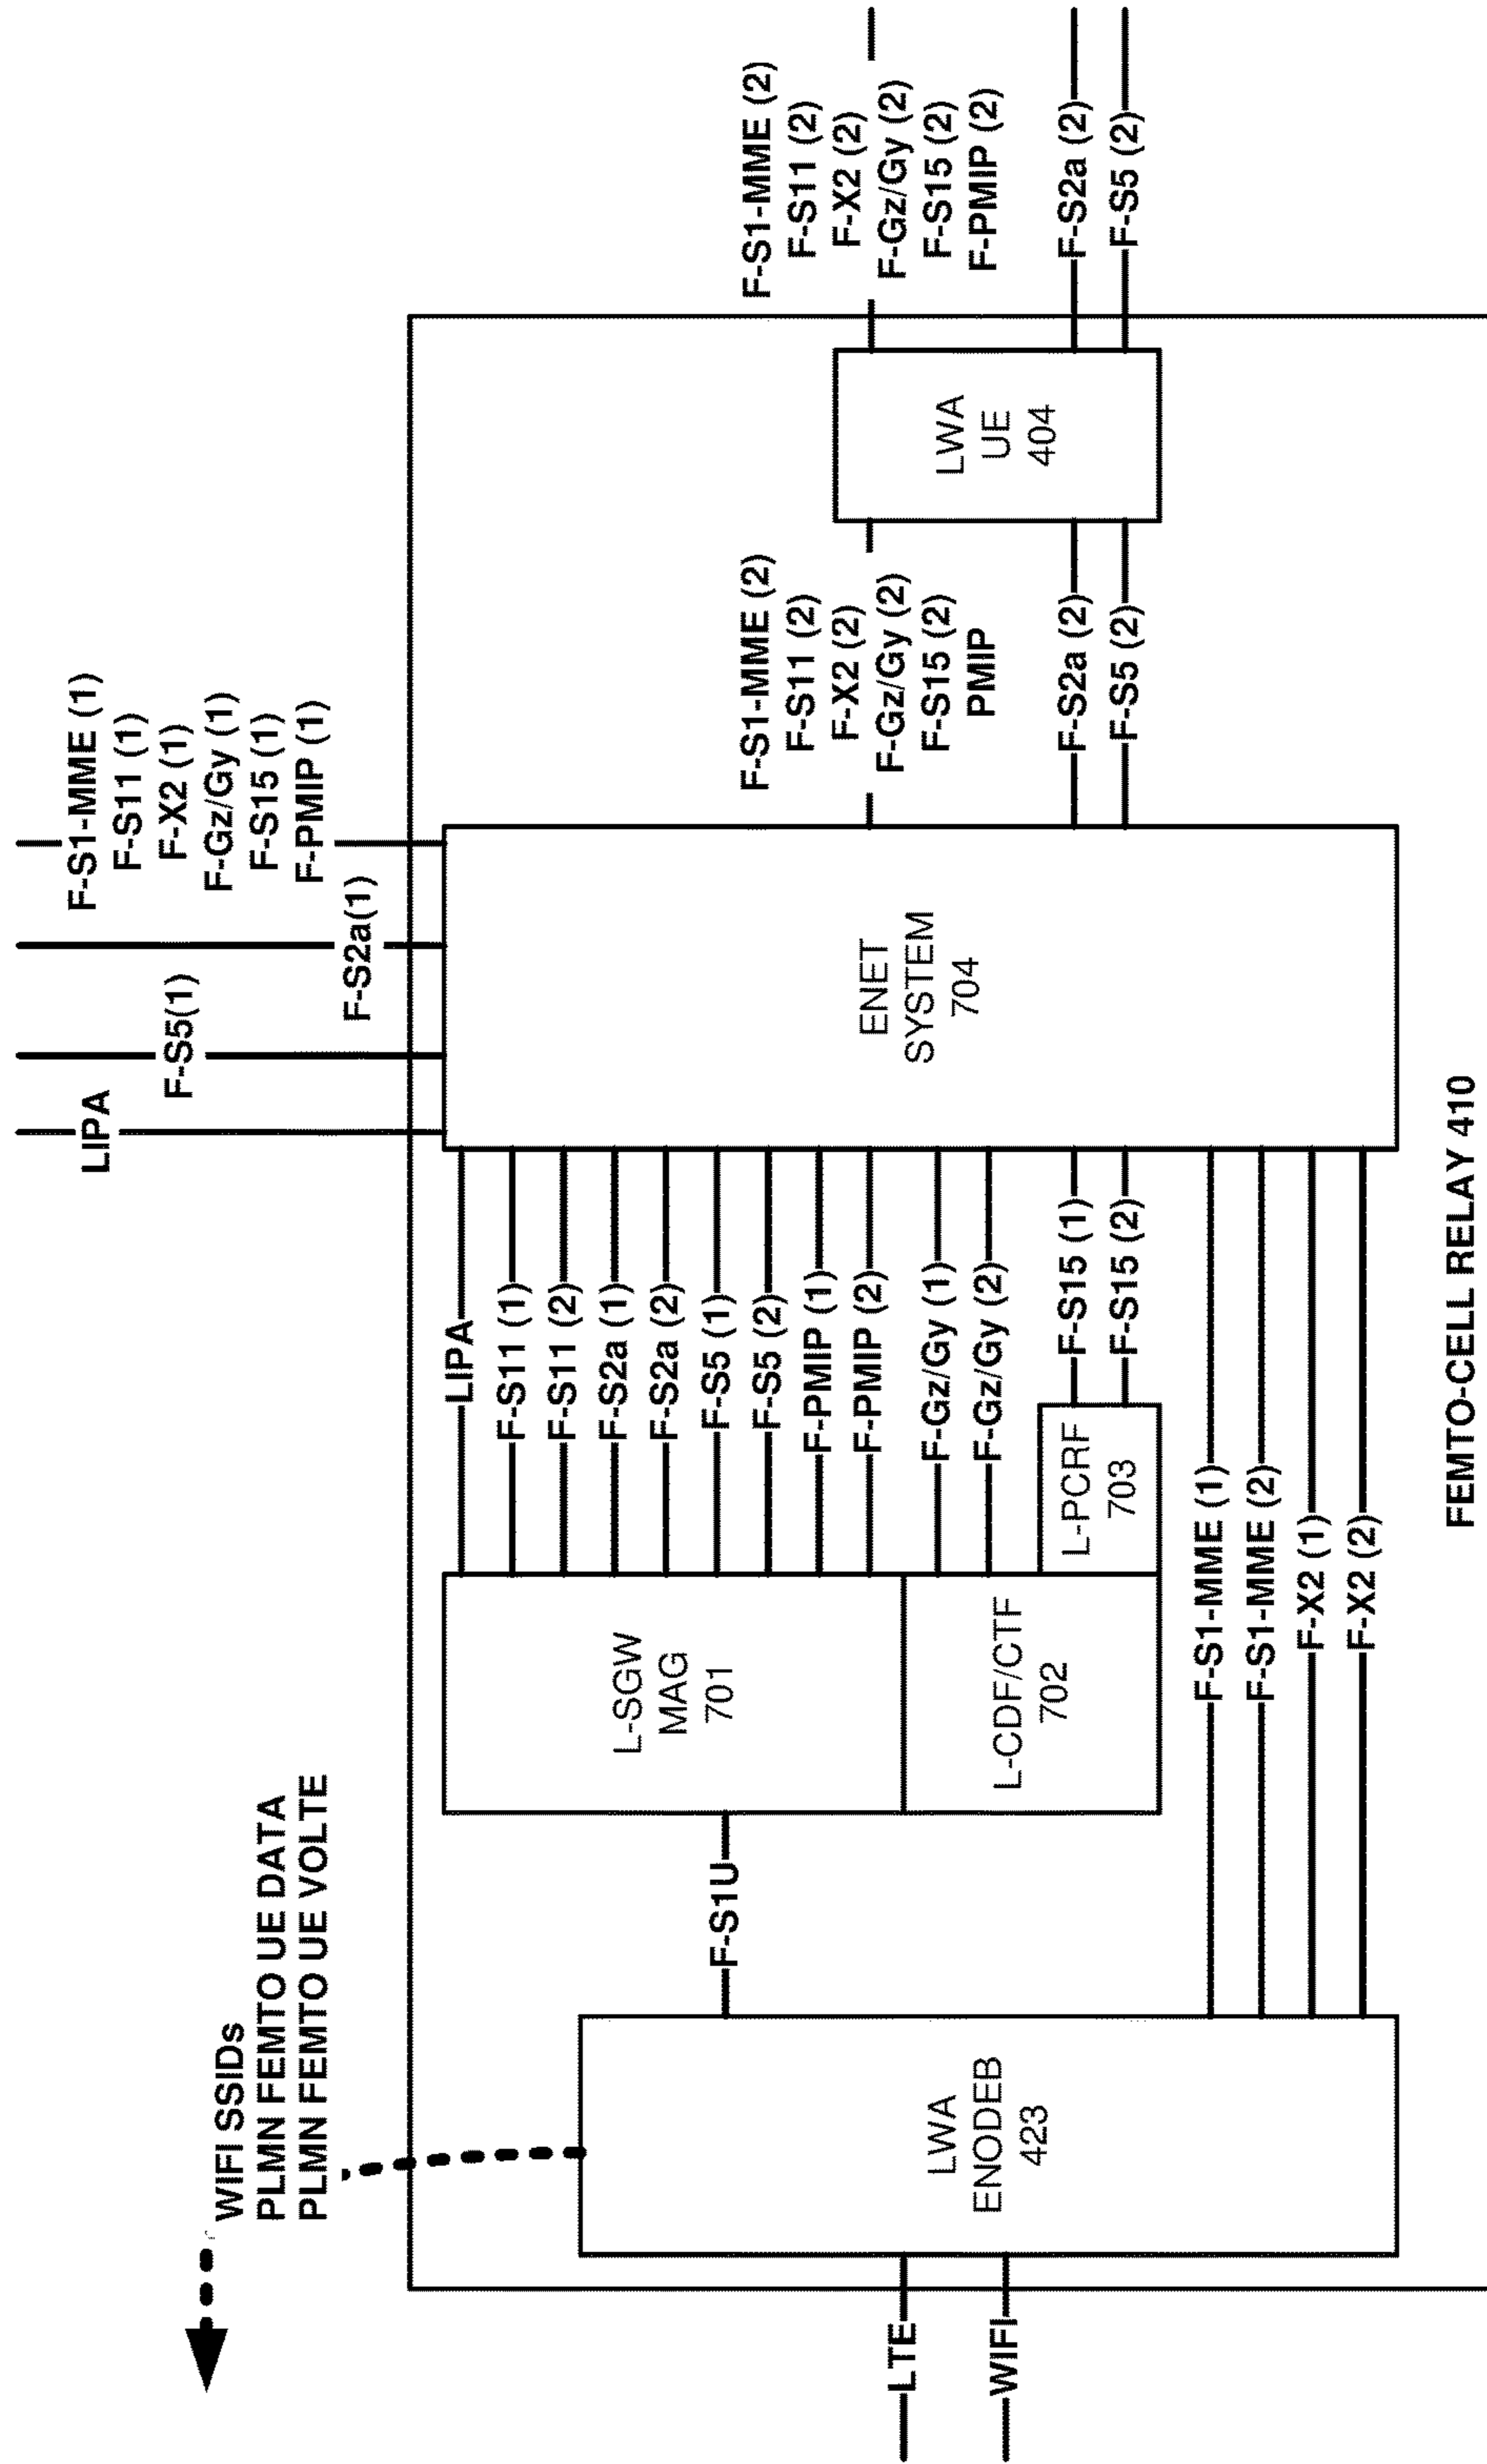 WIFI SSIDs
PLMN FEMTO UE DATA
PLMN FEMTO UE VOLTE
LIPA
F-S5(1)
F-S2a(1)
F-S1-MME (1)
F-S11 (1)
F-X2 (1)
F-Gz/Gy (1)
F-S15 (1)
F-PMIP (1)
LTE
WIFI
LWA
ENODEB
423
F-S1U
L-SGW
MAG
701
L-CDF/CTF
702
L-PCRF
703
LIPA
F-S11 (1)
F-S11 (2)
F-S2a (1)
F-S2a (2)
F-S5 (1)
F-S5 (2)
F-PMIP (1)
F-PMIP (2)
F-Gz/Gy (1)
F-Gz/Gy (2)
F-S15 (1)
F-S15 (2)
F-S1-MME (1)
F-S1-MME (2)
F-X2 (1)
F-X2 (2)
ENET
SYSTEM
704
F-S1-MME (2)
F-S11 (2)
F-X2 (2)
F-Gz/Gy (2)
F-S15 (2)
PMIP
F-S2a (2)
F-S5 (2)
LWA
UE
404
F-S1-MME (2)
F-S11 (2)
F-X2 (2)
F-Gz/Gy (2)
F-S15 (2)
F-PMIP (2)
F-S2a (2)
F-S5 (2)
FEMTO-CELL RELAY 410